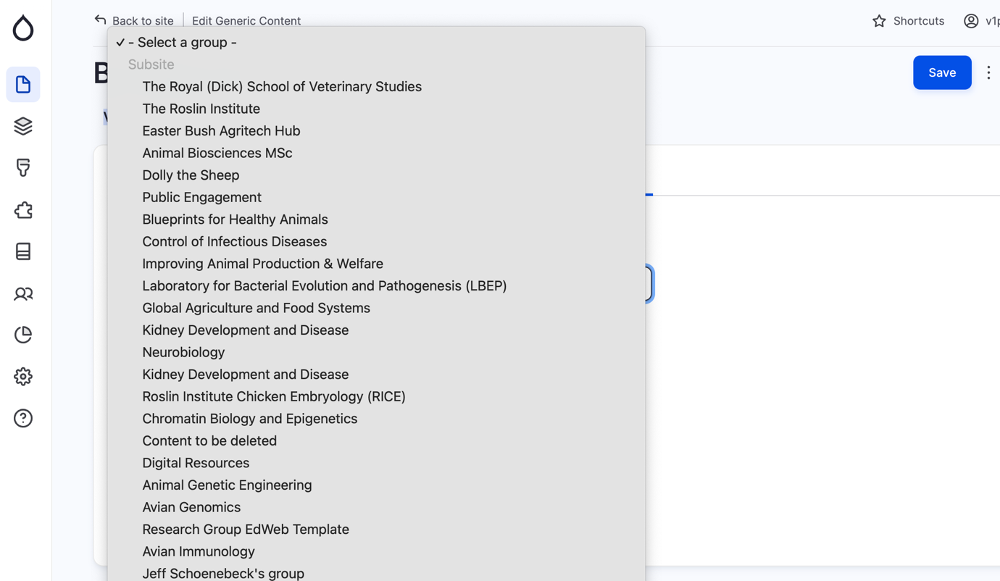 Back to site
Edit Generic Content
Shortcuts
- Select a group -
Subsite
Save
The Royal (Dick) School of Veterinary Studies
The Roslin Institute
Easter Bush Agritech Hub
Animal Biosciences MSc
Dolly the Sheep
Public Engagement
Blueprints for Healthy Animals
Control of Infectious Diseases
Improving Animal Production & Welfare
Laboratory for Bacterial Evolution and Pathogenesis (LBEP)
Global Agriculture and Food Systems
Kidney Development and Disease
Neurobiology
Kidney Development and Disease
Roslin Institute Chicken Embryology (RICE)
Chromatin Biology and Epigenetics
Content to be deleted
Digital Resources
Animal Genetic Engineering
Avian Genomics
Research Group EdWeb Template
Avian Immunology
Jeff Schoenebeck's group